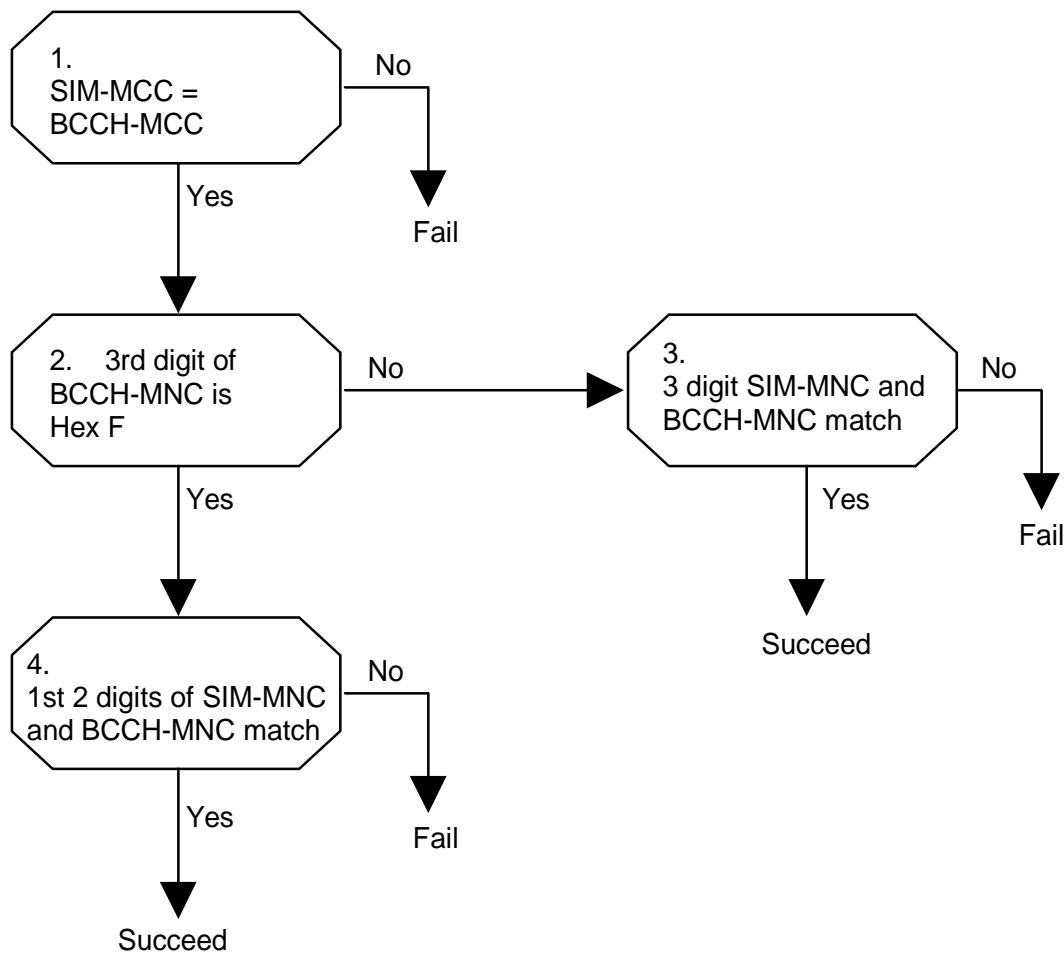 1.
SIM-MCC =
BCCH-MCC
No
Yes
Fail
2. 3rd digit of
BCCH-MNC is
Hex F
No
3.
3 digit SIM-MNC and
BCCH-MNC match
No
Yes
Yes
Fail
Succeed
4.
1st 2 digits of SIM-MNC
and BCCH-MNC match
No
Yes
Fail
Succeed